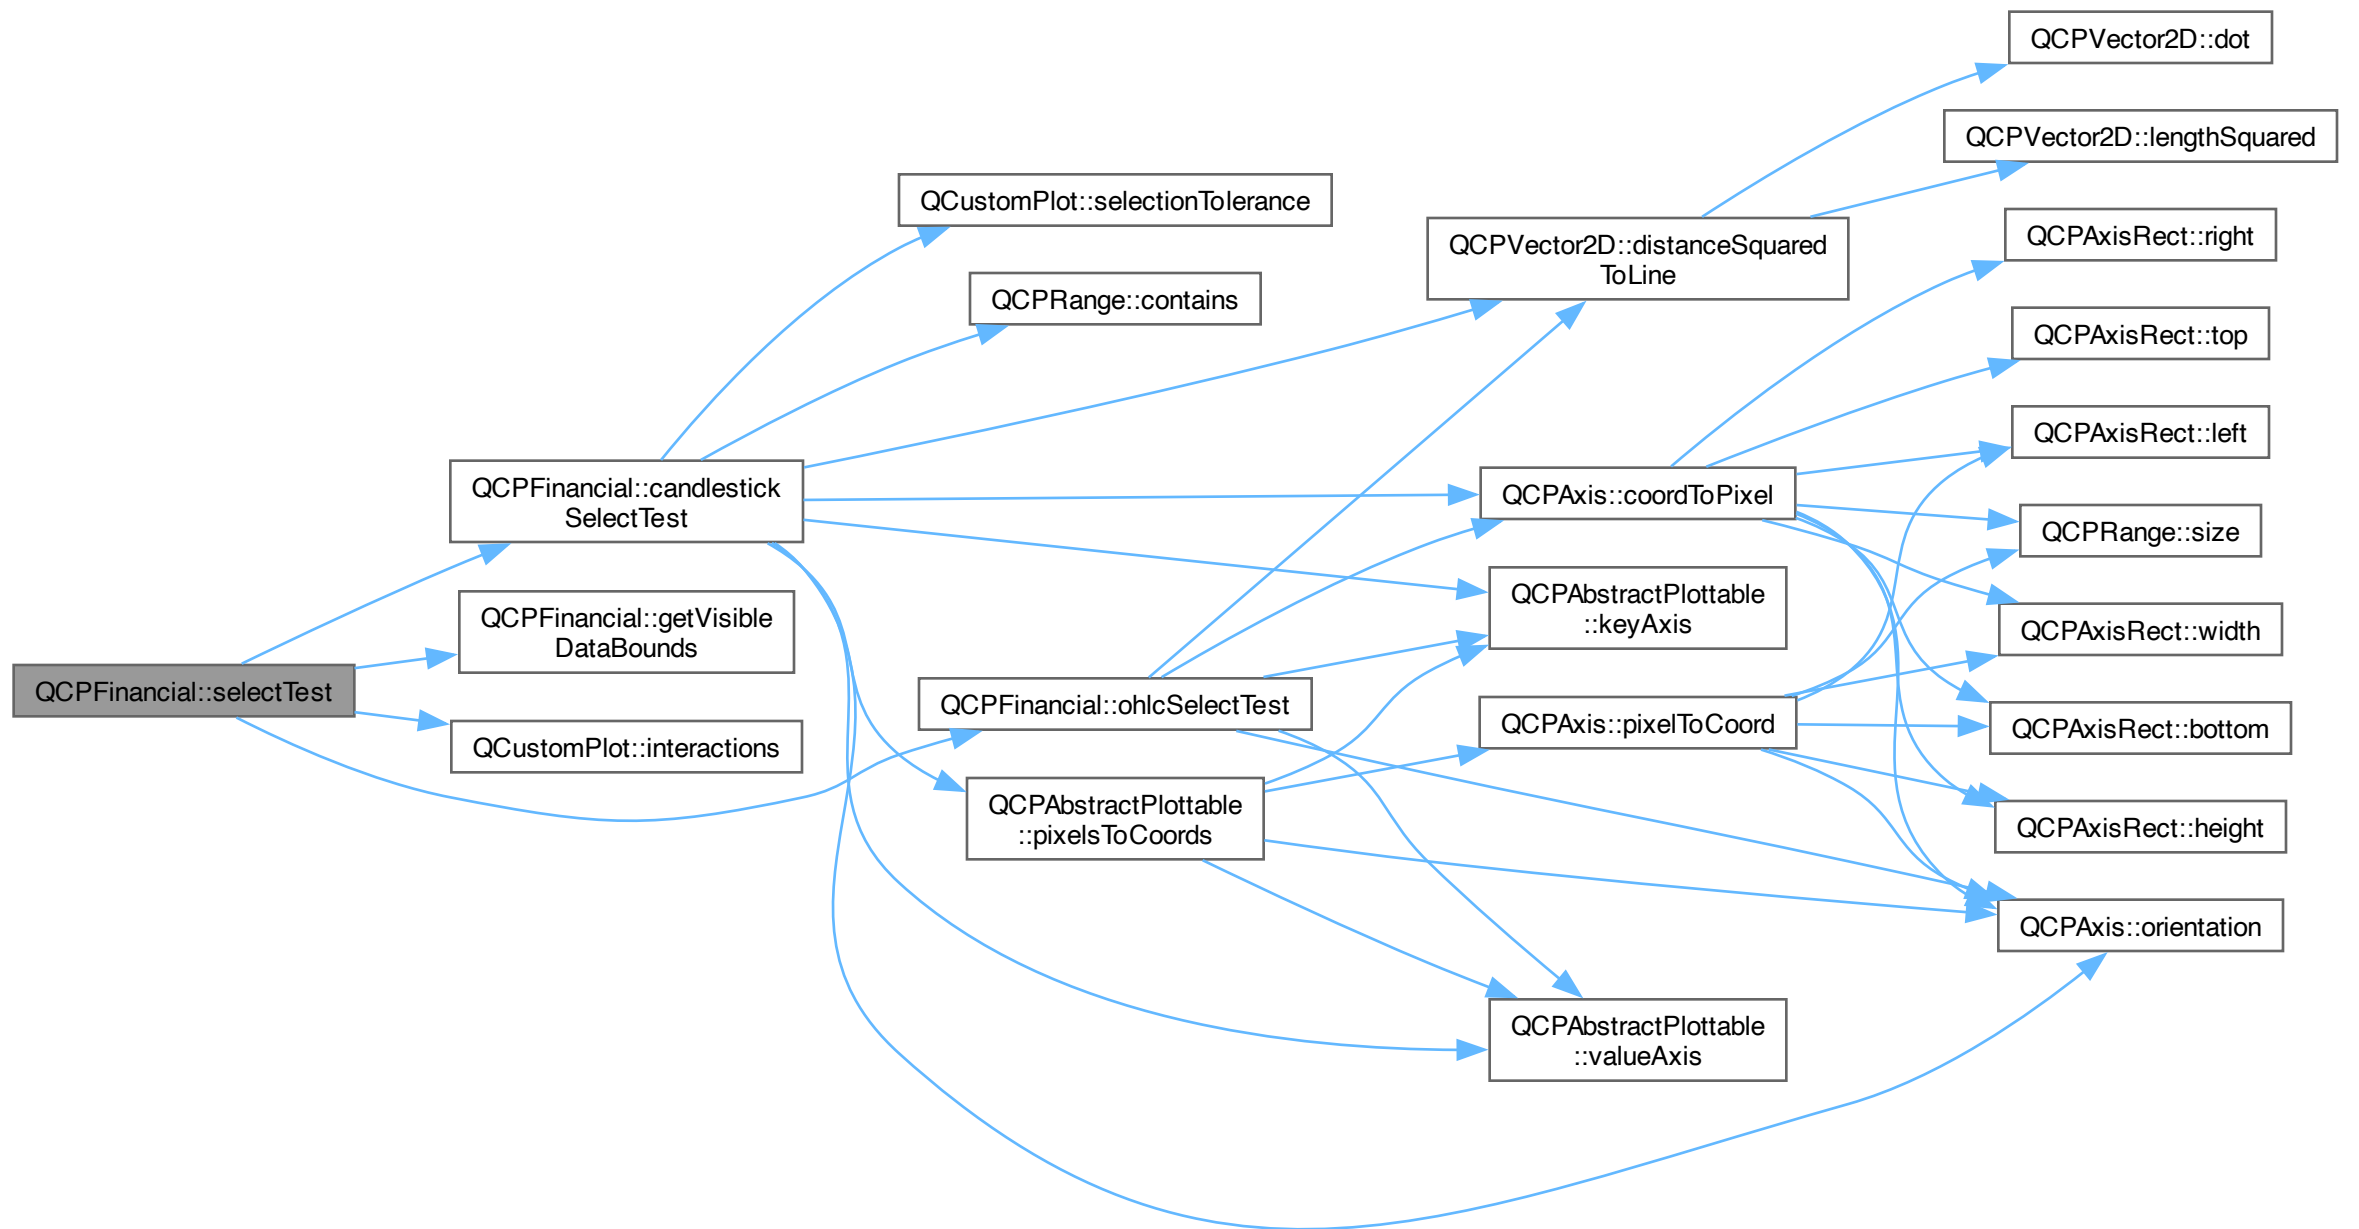 QCPFinancial::selectTest
QCPFinancial::candlestick
SelectTest
QCPFinancial::getVisible
DataBounds
QCustomPlot::interactions
QCustomPlot::selectionTolerance
QCPRange::contains
QCPFinancial::ohlcSelectTest
QCPAbstractPlottable
::pixelsToCoords
QCPVector2D::distanceSquared
ToLine
QCPAxis::coordToPixel
QCPAbstractPlottable
::keyAxis
QCPAxis::pixelToCoord
QCPAbstractPlottable
::valueAxis
QCPVector2D::dot
QCPVector2D::lengthSquared
QCPAxisRect::right
QCPAxisRect::top
QCPAxisRect::left
QCPRange::size
QCPAxisRect::width
QCPAxisRect::bottom
QCPAxisRect::height
QCPAxis::orientation